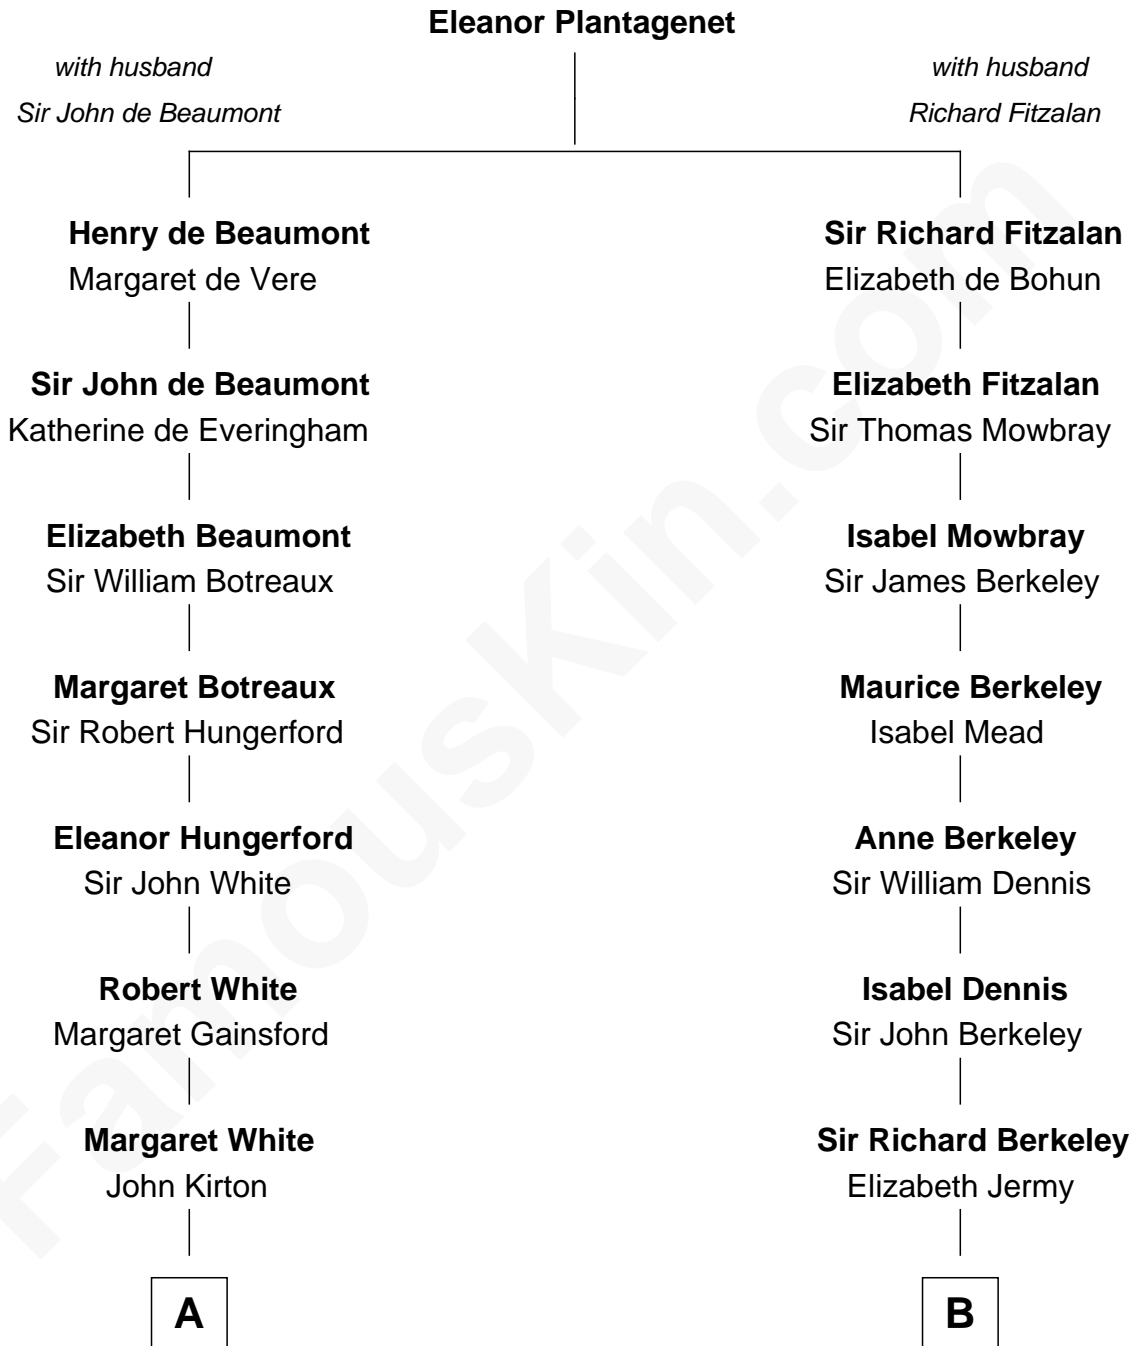 Eleanor Plantagenet
with husband
Sir John de Beaumont
with husband
Richard Fitzalan
Henry de Beaumont
Margaret de Vere
Sir Richard Fitzalan
Elizabeth de Bohun
Sir John de Beaumont
Katherine de Everingham
Elizabeth Fitzalan
Sir Thomas Mowbray
Elizabeth Beaumont
Sir William Botreaux
Isabel Mowbray
Sir James Berkeley
Margaret Botreaux
Sir Robert Hungerford
Maurice Berkeley
Isabel Mead
Eleanor Hungerford
Sir John White
Anne Berkeley
Sir William Dennis
Robert White
Margaret Gainsford
Isabel Dennis
Sir John Berkeley
Margaret White
John Kirton
Sir Richard Berkeley
Elizabeth Jermy
A
B
FamousKin.com